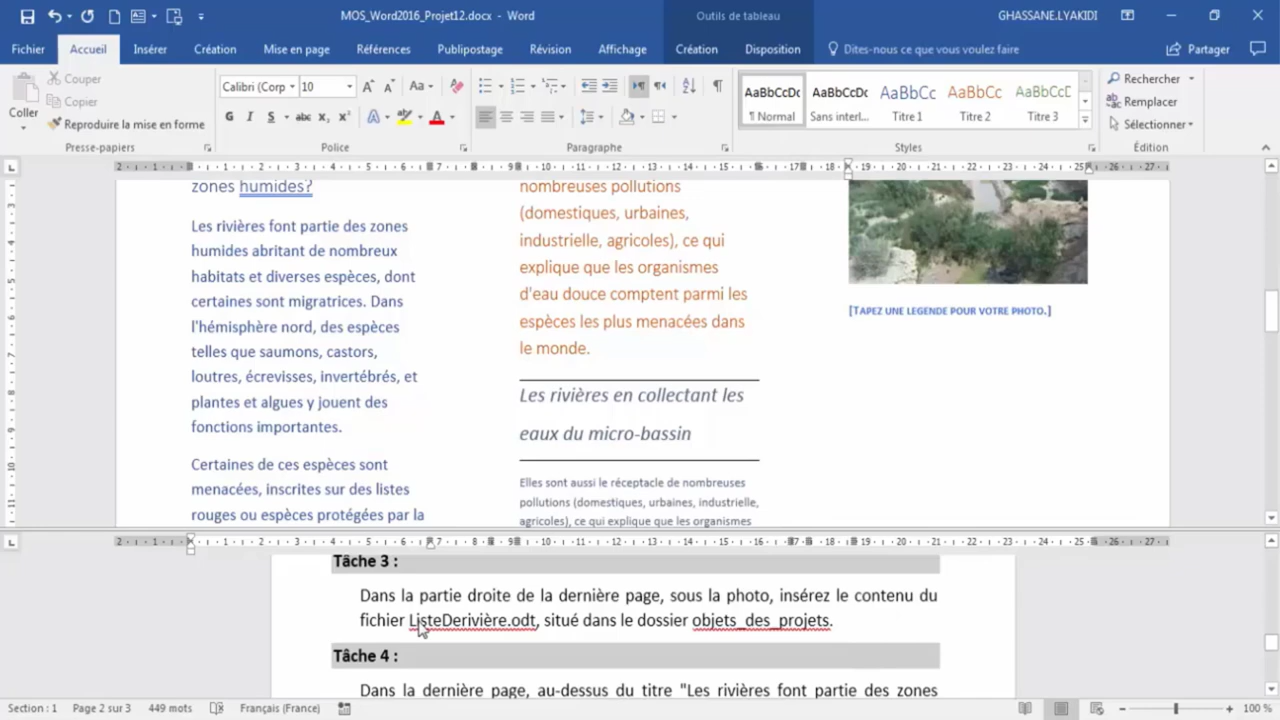 MOS_Word2016_Projet12.docx - Word
Outils de tableau
GHASSANE.LYAKIDI
Fichier Accueil Insérer Création Mise en page Références Publipostage Révision Affichage Création Disposition Dites-nous ce que vous voulez faire Partager
Coller
Couper
Copier
Reproduire la mise en forme
Presse-papiers
Calibri (Corp 10
G I S abc x₂ x²
Police
Paragraphe
AaBbCcDc AaBbCcDc AaBbCc AaBbCc AaBbCcD
¶ Normal Sans interl... Titre 1 Titre 2 Titre 3
Styles
Rechercher
Remplacer
Sélectionner
Édition
zones humides?
Les rivières font partie des zones
humides abritant de nombreux
habitats et diverses espèces, dont
certaines sont migratrices. Dans
l'hémisphère nord, des espèces
telles que saumons, castors,
loutres, écrevisses, invertébrés, et
plantes et algues y jouent des
fonctions importantes.
Certaines de ces espèces sont
menacées, inscrites sur des listes
rouges ou espèces protégées par la
nombreuses pollutions
(domestiques, urbaines,
industrielle, agricoles), ce qui
explique que les organismes
d'eau douce comptent parmi les
espèces les plus menacées dans
le monde.
Les rivières en collectant les
eaux du micro-bassin
Elles sont aussi le réceptacle de nombreuses
pollutions (domestiques, urbaines, industrielle,
agricoles), ce qui explique que les organismes
[TAPEZ UNE LEGENDE POUR VOTRE PHOTO.]
Tâche 3 :
Dans la partie droite de la dernière page, sous la photo, insérez le contenu du
fichier ListeDerivière.odt, situé dans le dossier objets_des_projets.
Tâche 4 :
Dans la dernière page, au-dessus du titre "Les rivières font partie des zones
Section : 1 Page 2 sur 3 449 mots Français (France) 100 %